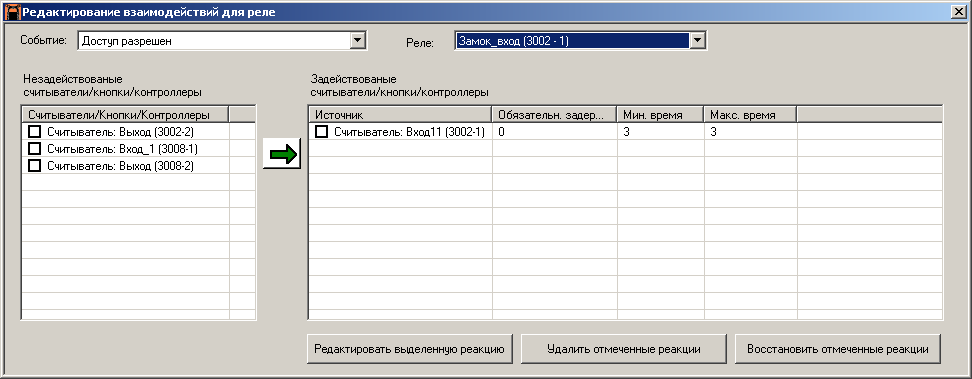 Редактирование взаимодействий для реле
Событие: Доступ разрешен Реле: Замок_вход (3002 - 1)
Незадействованые
считыватели/кнопки/контроллеры
Задействованые
считыватели/кнопки/контроллеры
Считыватели/Кнопки/Контроллеры
Считыватель: Выход (3002-2)
Считыватель: Вход_1 (3008-1)
Считыватель: Выход (3008-2)
Источник Обязательн. задер... Мин. время Макс. время
Считыватель: Вход11 (3002-1) 0 3 3
Редактировать выделенную реакцию Удалить отмеченные реакции Восстановить отмеченные реакции